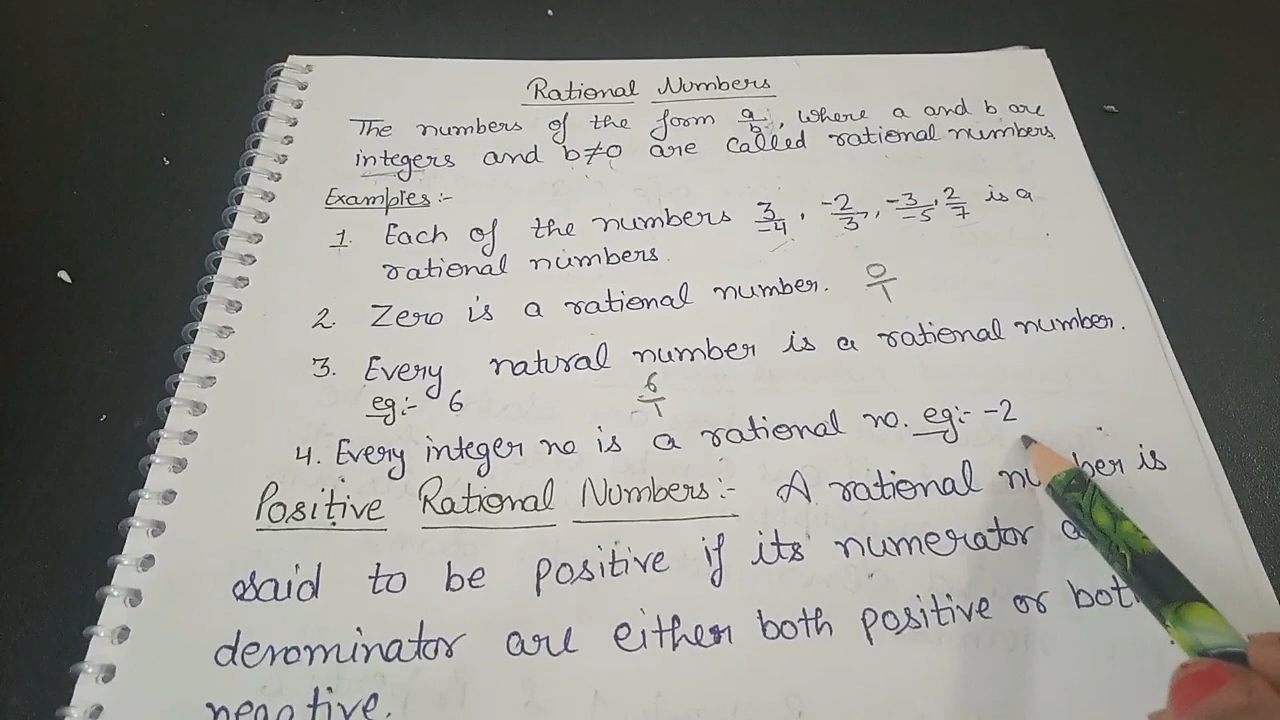 Rational Numbers
The numbers of the form a/b, where a and b are
integers and b≠0 are called rational numbers
Examples :-
1. Each of the numbers 3/-4, -2/3, -3/-5, 2/7 is a
rational numbers.
2. Zero is a rational number. 0/1
3. Every natural number is a rational number.
eg:- 6 6/1
4. Every integer no is a rational no. eg:- -2
Positive Rational Numbers :- A rational number is
said to be positive if its numerator
denominator are either both positive or both
negative.